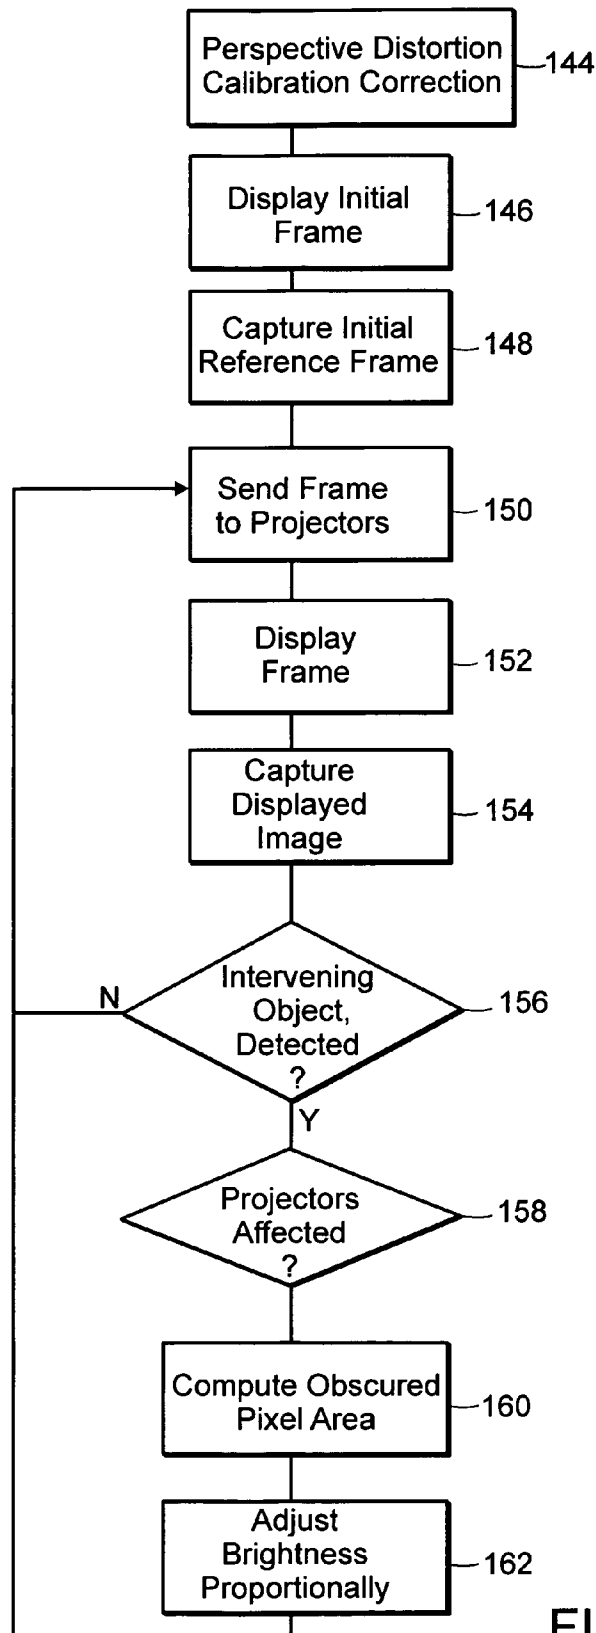 Perspective Distortion
Calibration Correction
144
Display Initial
Frame
146
Capture Initial
Reference Frame
148
Send Frame
to Projectors
150
Display
Frame
152
Capture
Displayed
Image
154
N
Intervening
Object,
Detected
?
156
Y
Projectors
Affected
?
158
Compute Obscured
Pixel Area
160
Adjust
Brightness
Proportionally
162